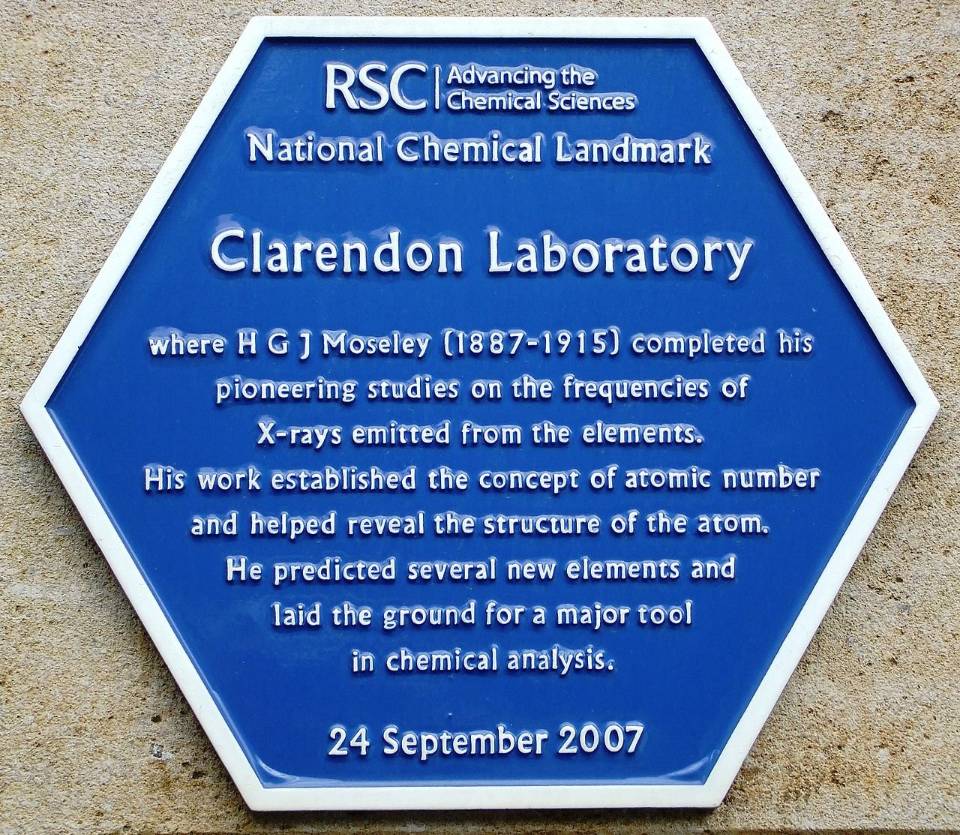 RSC | Advancing the
Chemical Sciences
National Chemical Landmark
Clarendon Laboratory
where H G J Moseley (1887-1915) completed his
pioneering studies on the frequencies of
X-rays emitted from the elements.
His work established the concept of atomic number
and helped reveal the structure of the atom.
He predicted several new elements and
laid the ground for a major tool
in chemical analysis.
24 September 2007